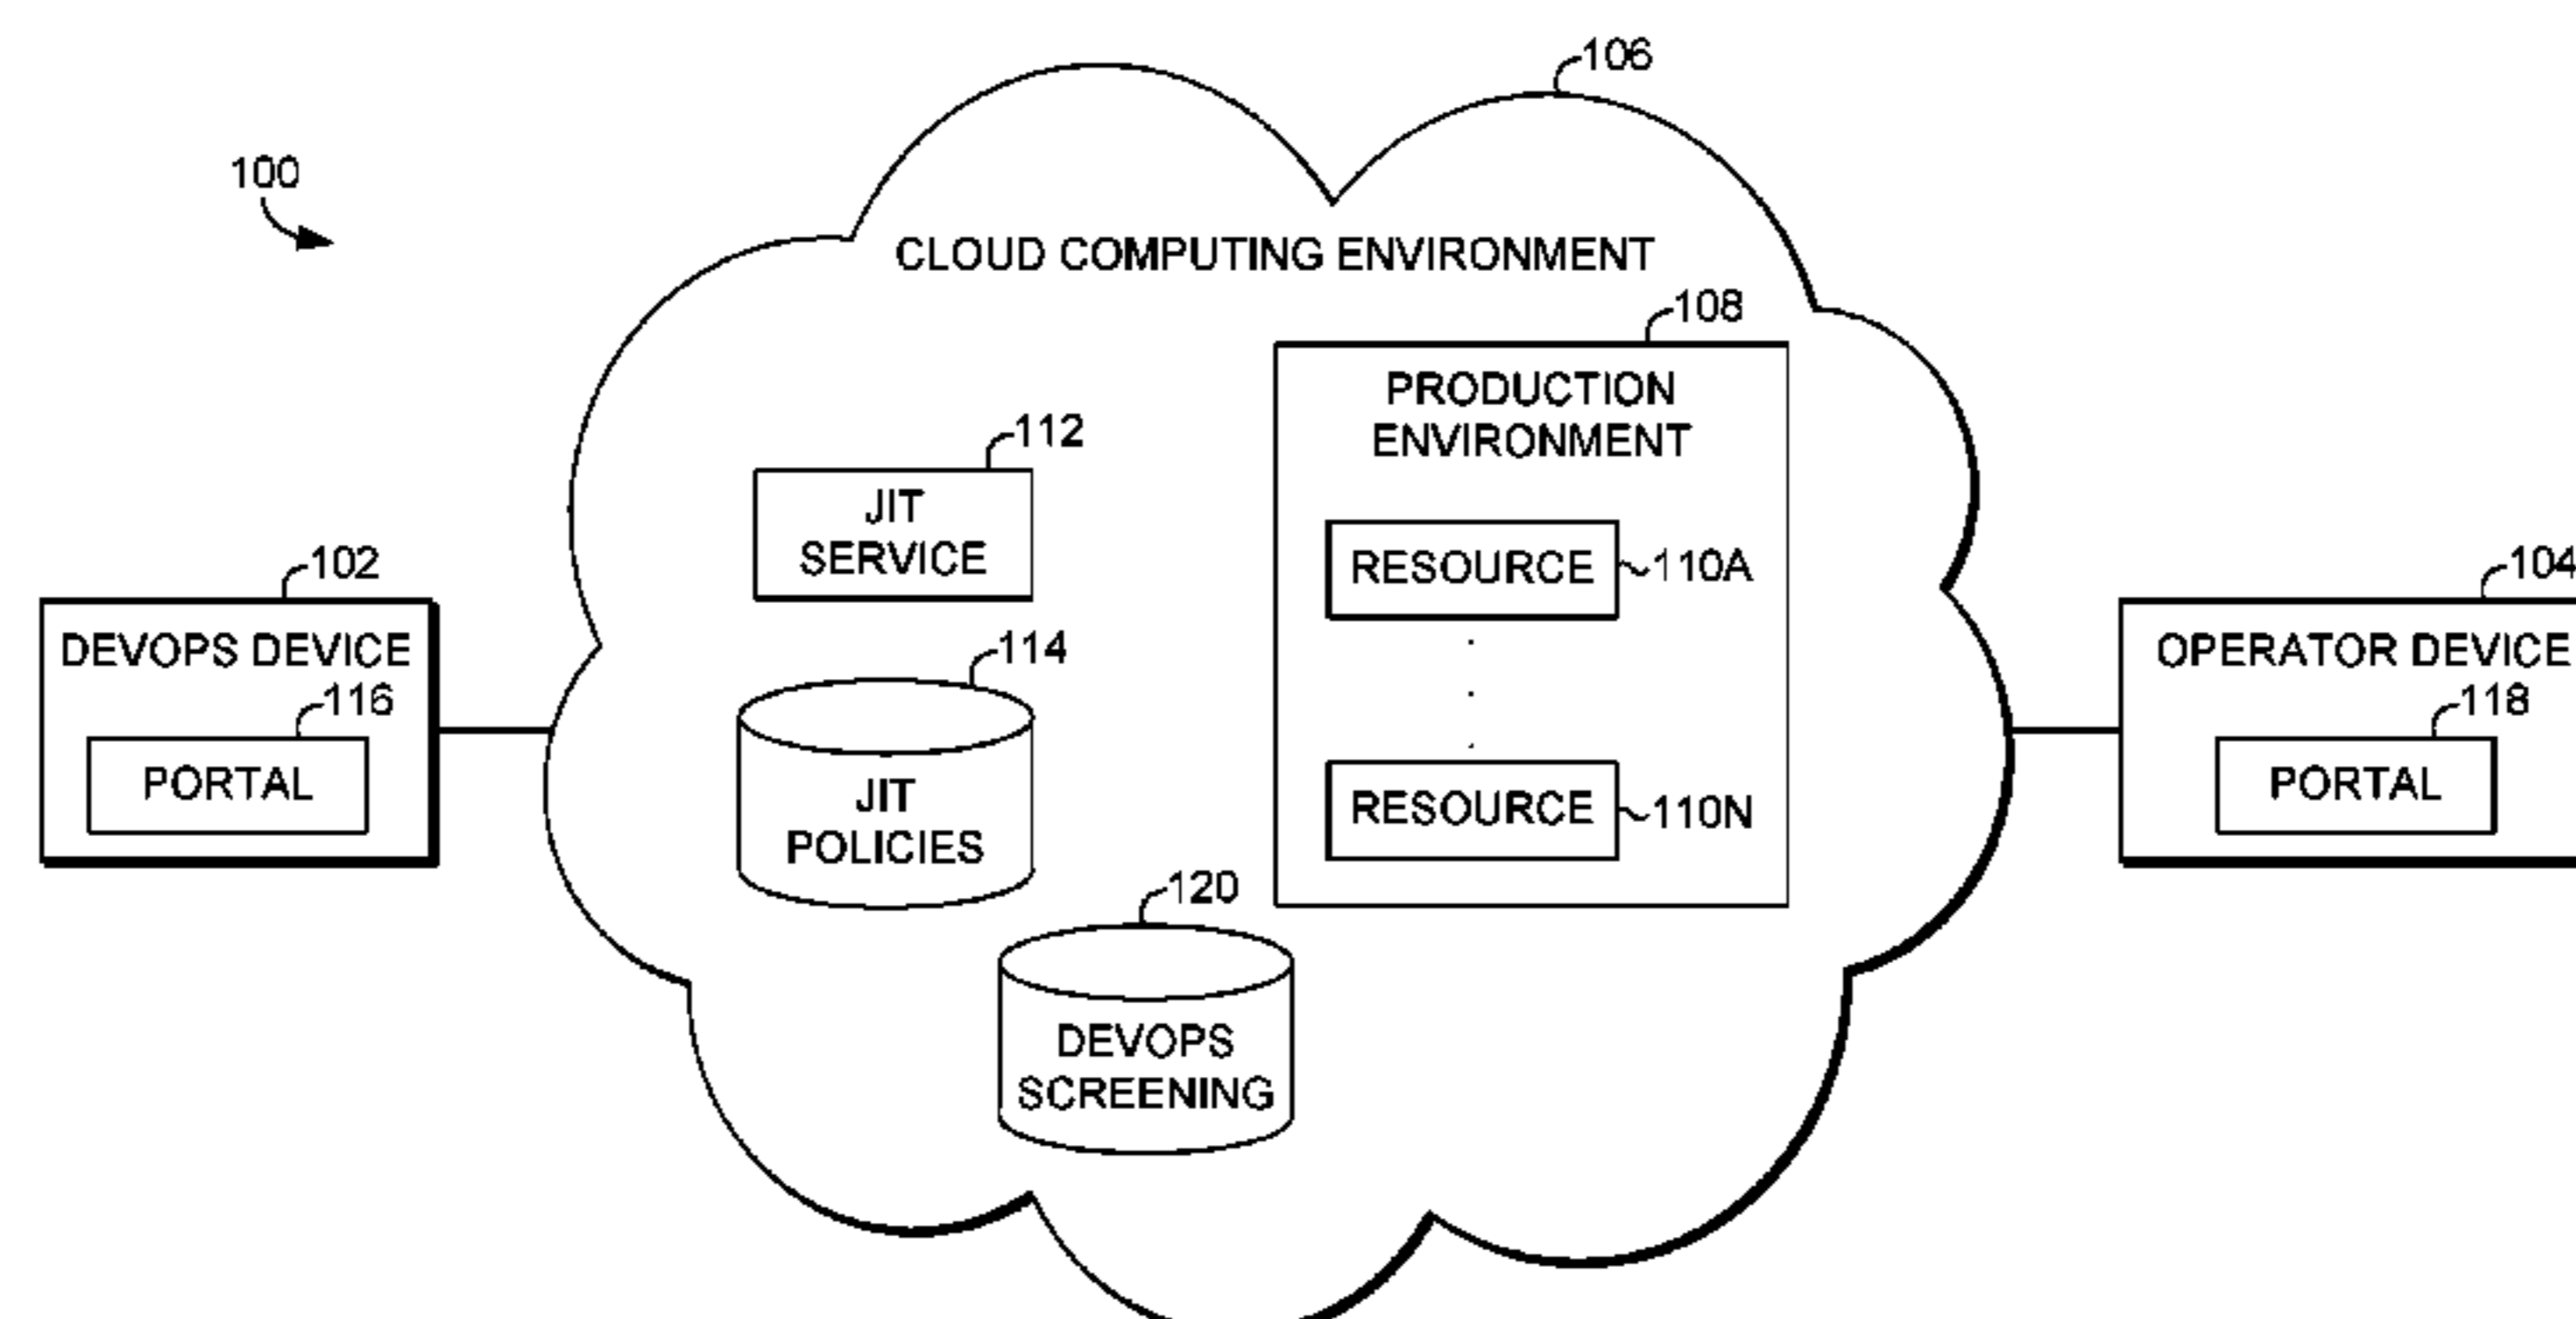 106
100
CLOUD COMPUTING ENVIRONMENT
108
PRODUCTION
ENVIRONMENT
112
JIT
SERVICE
RESOURCE
110A
102
DEVOPS DEVICE
116
PORTAL
114
JIT
POLICIES
RESOURCE
110N
104
OPERATOR DEVICE
118
PORTAL
120
DEVOPS
SCREENING